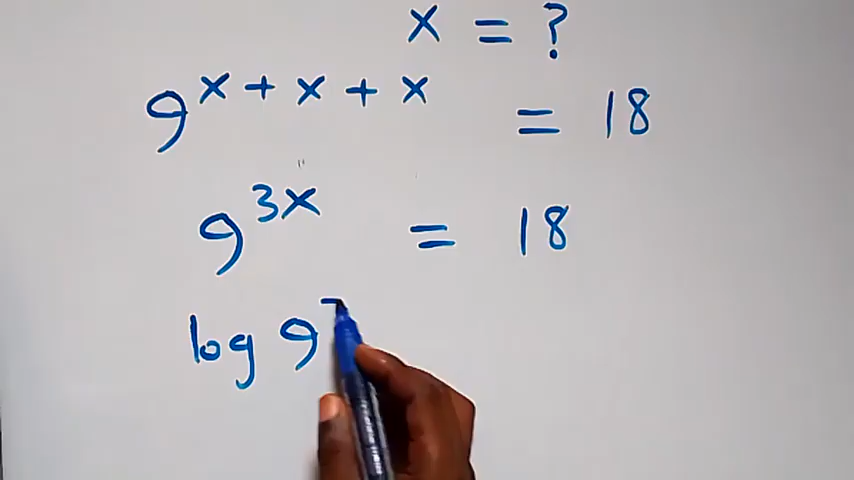 x = ?
9^{x + x + x} = 18
9^{3x} = 18
log 9